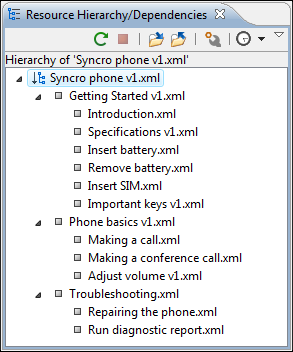 Resource Hierarchy/Dependencies
Hierarchy of 'Syncro phone v1.xml'
Syncro phone v1.xml
Getting Started v1.xml
Introduction.xml
Specifications v1.xml
Insert battery.xml
Remove battery.xml
Insert SIM.xml
Important keys v1.xml
Phone basics v1.xml
Making a call.xml
Making a conference call.xml
Adjust volume v1.xml
Troubleshooting.xml
Repairing the phone.xml
Run diagnostic report.xml